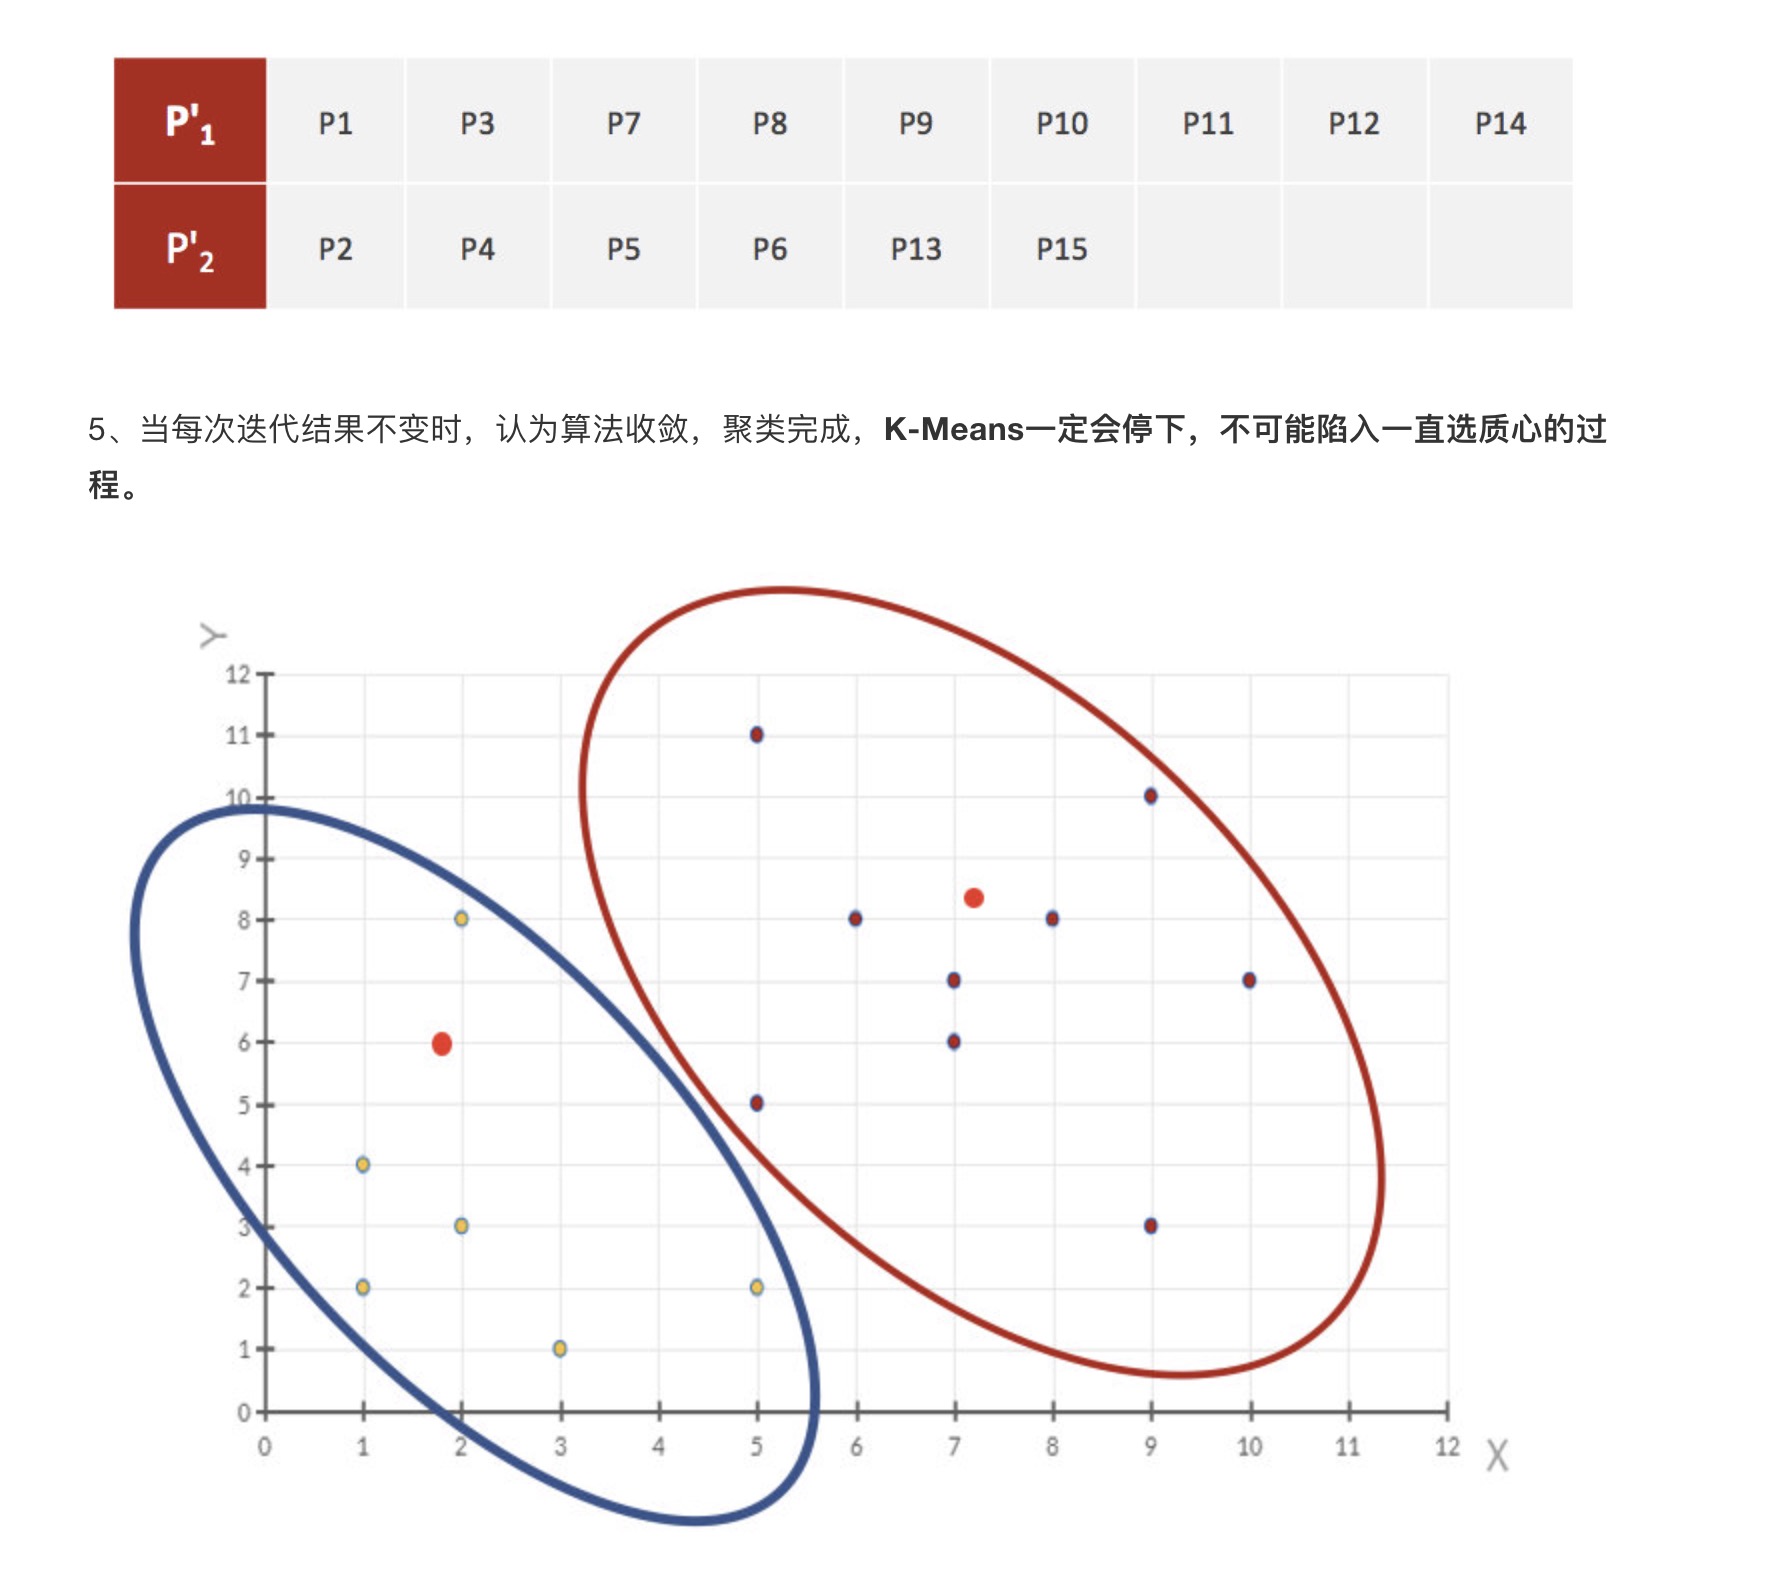 P'1 P1 P3 P7 P8 P9 P10 P11 P12 P14
P'2 P2 P4 P5 P6 P13 P15
5、当每次迭代结果不变时，认为算法收敛，聚类完成，K-Means一定会停下，不可能陷入一直选质心的过
程。
Y
12
11
10
9
8
7
6
5
4
3
2
1
0
0 1 2 3 4 5 6 7 8 9 10 11 12 X